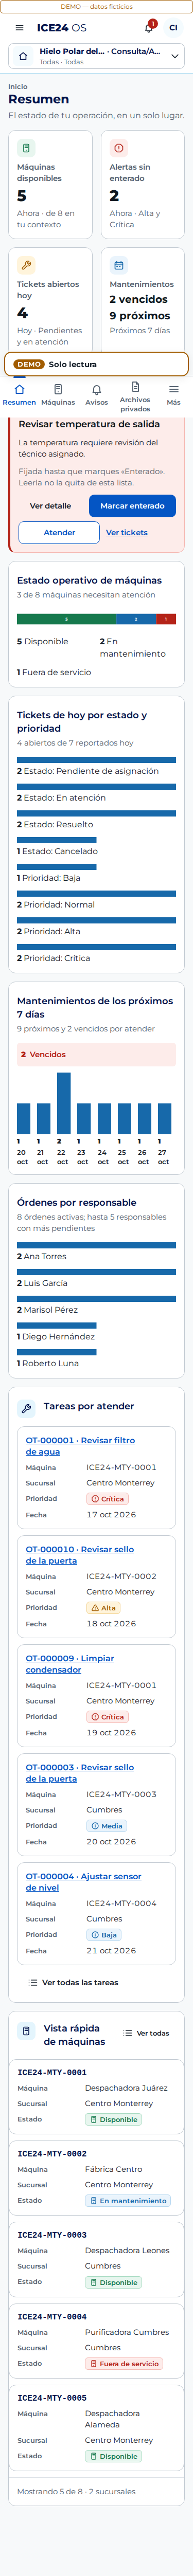 DEMO — datos ficticios
ICE24 OS
1
CI
Hielo Polar del... · Consulta/A...
Todas · Todas
Inicio
Resumen
El estado de tu operación, en un solo lugar.
Máquinas disponibles
5
Ahora · de 8 en tu contexto
Alertas sin enterado
2
Ahora · Alta y Crítica
Tickets abiertos hoy
4
Hoy · Pendientes y en atención
Mantenimientos
2 vencidos
9 próximos
Próximos 7 días
DEMO Solo lectura
Resumen
Máquinas
Avisos
Archivos privados
Más
Revisar temperatura de salida
La temperatura requiere revisión del técnico asignado.
Fijada hasta que marques «Enterado». Leerla no la quita de esta lista.
Ver detalle
Marcar enterado
Atender
Ver tickets
Estado operativo de máquinas
3 de 8 máquinas necesitan atención
5
2
1
5 Disponible
2 En mantenimiento
1 Fuera de servicio
Tickets de hoy por estado y prioridad
4 abiertos de 7 reportados hoy
2 Estado: Pendiente de asignación
2 Estado: En atención
2 Estado: Resuelto
1 Estado: Cancelado
1 Prioridad: Baja
2 Prioridad: Normal
2 Prioridad: Alta
2 Prioridad: Crítica
Mantenimientos de los próximos 7 días
9 próximos y 2 vencidos por atender
2 Vencidos
1 1 2 1 1 1 1 1
20 oct
21 oct
22 oct
23 oct
24 oct
25 oct
26 oct
27 oct
Órdenes por responsable
8 órdenes activas; hasta 5 responsables con más pendientes
2 Ana Torres
2 Luis García
2 Marisol Pérez
1 Diego Hernández
1 Roberto Luna
Tareas por atender
OT-000001 · Revisar filtro de agua
Máquina ICE24-MTY-0001
Sucursal Centro Monterrey
Prioridad Crítica
Fecha 17 oct 2026
OT-000010 · Revisar sello de la puerta
Máquina ICE24-MTY-0002
Sucursal Centro Monterrey
Prioridad Alta
Fecha 18 oct 2026
OT-000009 · Limpiar condensador
Máquina ICE24-MTY-0001
Sucursal Centro Monterrey
Prioridad Crítica
Fecha 19 oct 2026
OT-000003 · Revisar sello de la puerta
Máquina ICE24-MTY-0003
Sucursal Cumbres
Prioridad Media
Fecha 20 oct 2026
OT-000004 · Ajustar sensor de nivel
Máquina ICE24-MTY-0004
Sucursal Cumbres
Prioridad Baja
Fecha 21 oct 2026
Ver todas las tareas
Vista rápida de máquinas
Ver todas
ICE24-MTY-0001
Máquina Despachadora Juárez
Sucursal Centro Monterrey
Estado Disponible
ICE24-MTY-0002
Máquina Fábrica Centro
Sucursal Centro Monterrey
Estado En mantenimiento
ICE24-MTY-0003
Máquina Despachadora Leones
Sucursal Cumbres
Estado Disponible
ICE24-MTY-0004
Máquina Purificadora Cumbres
Sucursal Cumbres
Estado Fuera de servicio
ICE24-MTY-0005
Máquina Despachadora Alameda
Sucursal Centro Monterrey
Estado Disponible
Mostrando 5 de 8 · 2 sucursales